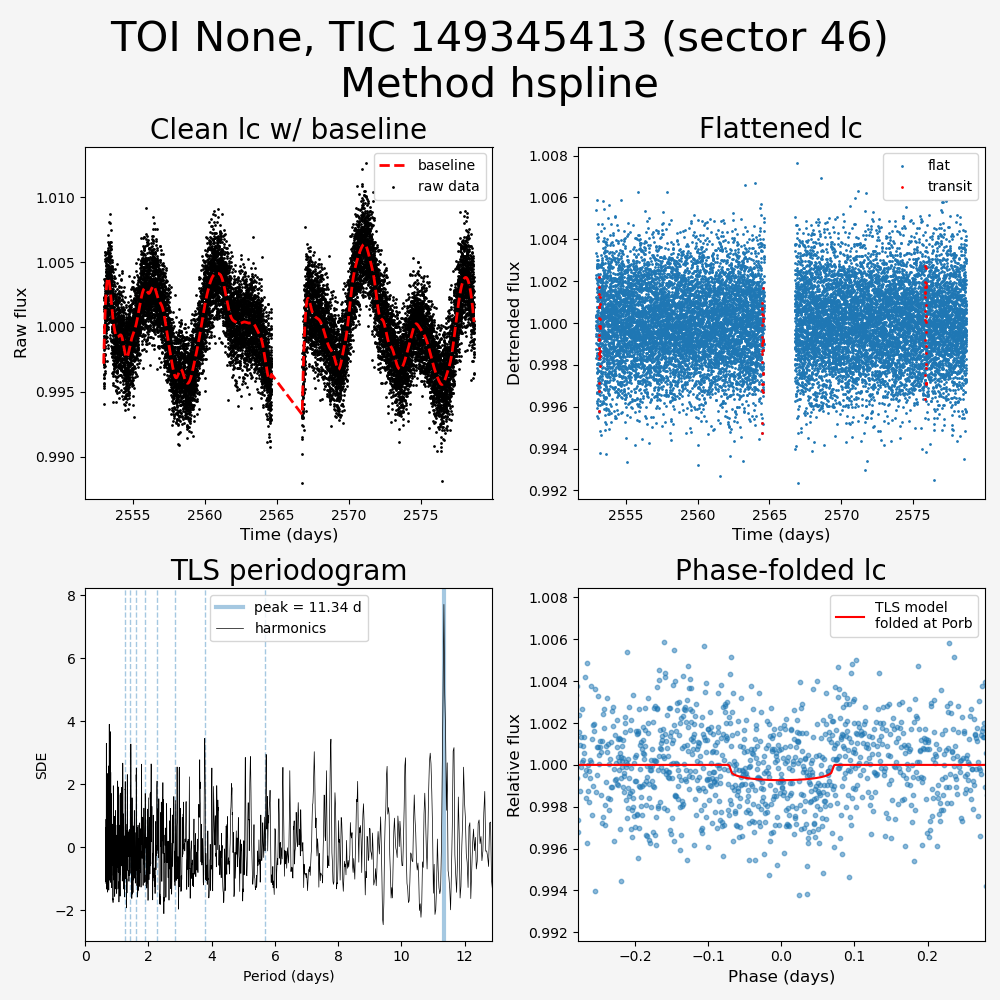 TOI None, TIC 149345413 (sector 46)
Method hspline
Clean lc w/ baseline
baseline
raw data
1.010
1.005
1.000
0.995
0.990
Raw flux
2555
2560
2565
2570
2575
Time (days)
Flattened lc
flat
transit
1.008
1.006
1.004
1.002
1.000
0.998
0.996
0.994
0.992
Detrended flux
2555
2560
2565
2570
2575
Time (days)
TLS periodogram
peak = 11.34 d
harmonics
8
6
4
2
0
−2
SDE
0
2
4
6
8
10
12
Period (days)
Phase-folded lc
TLS model
folded at Porb
1.008
1.006
1.004
1.002
1.000
0.998
0.996
0.994
0.992
Relative flux
−0.2
−0.1
0.0
0.1
0.2
Phase (days)